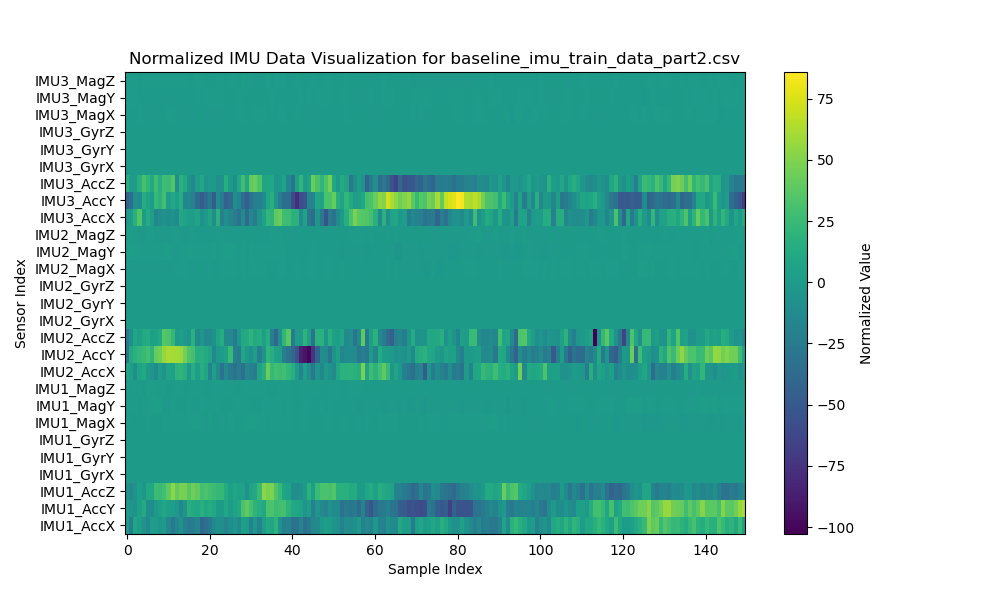 Normalized IMU Data Visualization for baseline_imu_train_data_part2.csv
IMU3_MagZ
IMU3_MagY
IMU3_MagX
IMU3_GyrZ
IMU3_GyrY
IMU3_GyrX
IMU3_AccZ
IMU3_AccY
IMU3_AccX
IMU2_MagZ
IMU2_MagY
IMU2_MagX
IMU2_GyrZ
IMU2_GyrY
IMU2_GyrX
IMU2_AccZ
IMU2_AccY
IMU2_AccX
IMU1_MagZ
IMU1_MagY
IMU1_MagX
IMU1_GyrZ
IMU1_GyrY
IMU1_GyrX
IMU1_AccZ
IMU1_AccY
IMU1_AccX
Sensor Index
0 20 40 60 80 100 120 140
Sample Index
75
50
25
0
−25
−50
−75
−100
Normalized Value